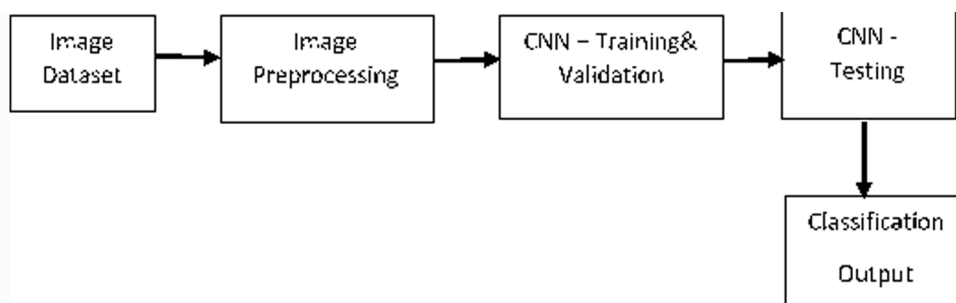 Image
Dataset
Image
Preprocessing
CNN – Training&
Validation
CNN -
Testing
Classification
Output